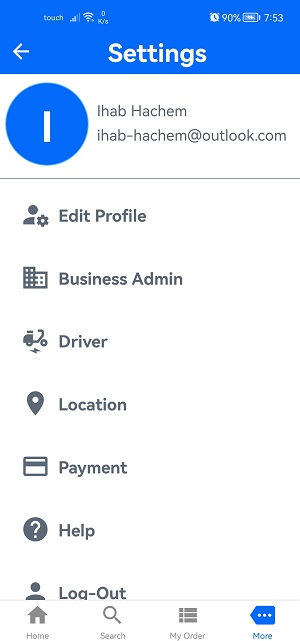 touch 0 K/s 90% 7:53
Settings
I
Ihab Hachem
ihab-hachem@outlook.com
Edit Profile
Business Admin
Driver
Location
Payment
Help
Log-Out
Home Search My Order More